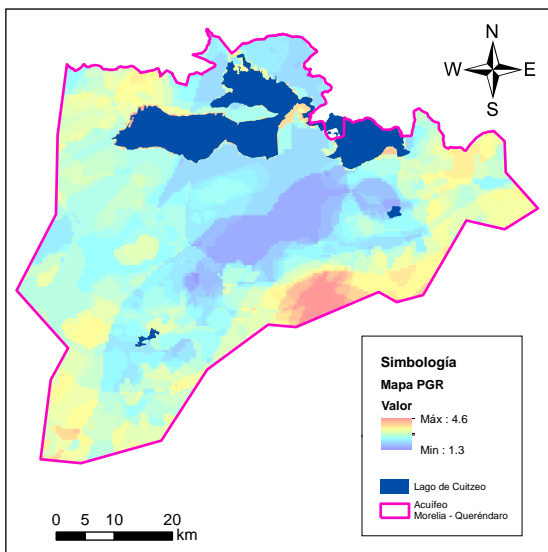 N
W E
S
Simbología
Mapa PGR
Valor
Máx : 4.6
Min : 1.3
Lago de Cuitzeo
Acuífeo
Morelia - Queréndaro
0 5 10 20
km